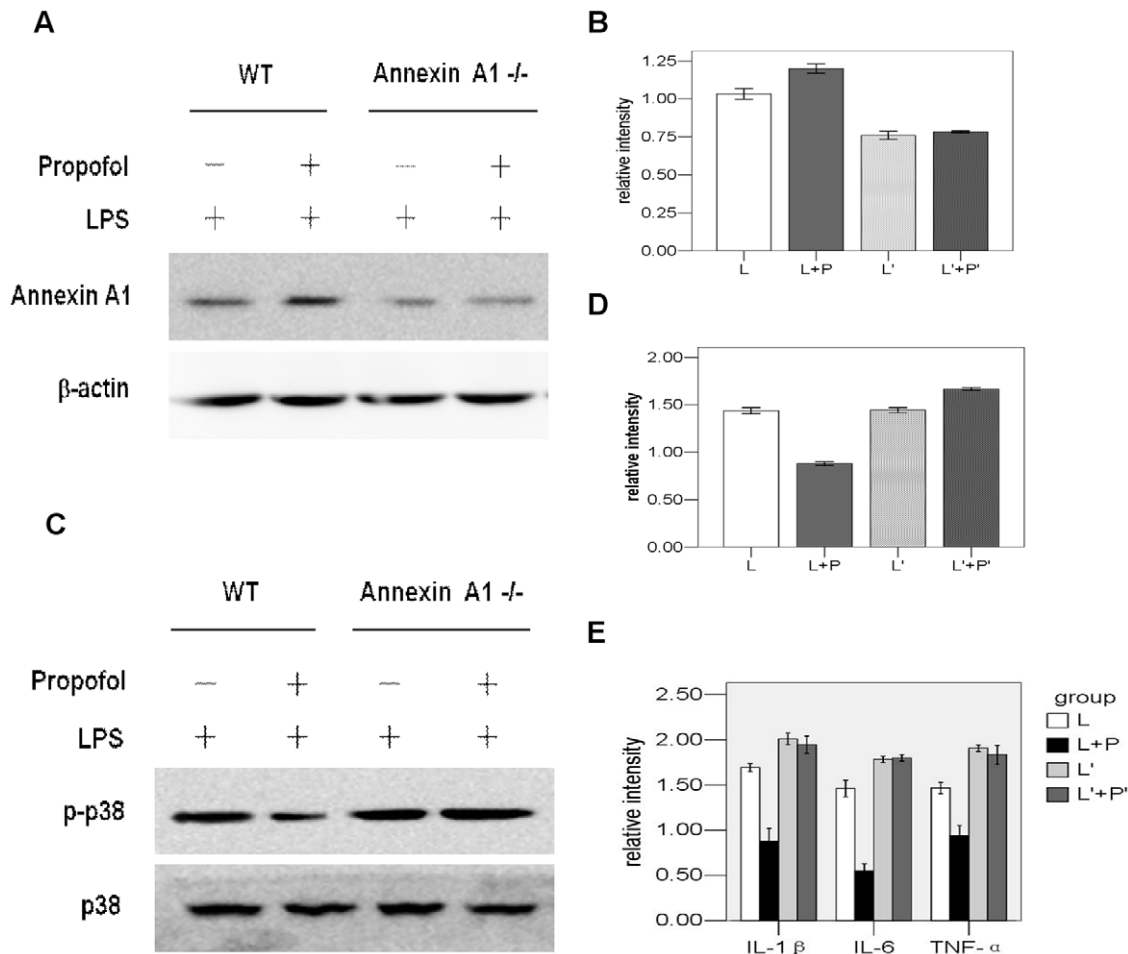 A
WT Annexin A1 -/-
Propofol − + − +
LPS + + + +
Annexin A1
β-actin
B
relative intensity
1.25
1.00
0.75
0.50
0.25
0.00
L L+P L' L'+P'
C
WT Annexin A1 -/-
Propofol − + − +
LPS + + + +
p-p38
p38
D
relative intensity
2.00
1.50
1.00
0.50
0.00
L L+P L' L'+P'
E
relative intensity
2.50
2.00
1.50
1.00
0.50
0.00
IL-1 β IL-6 TNF- α
group
L
L+P
L'
L'+P'